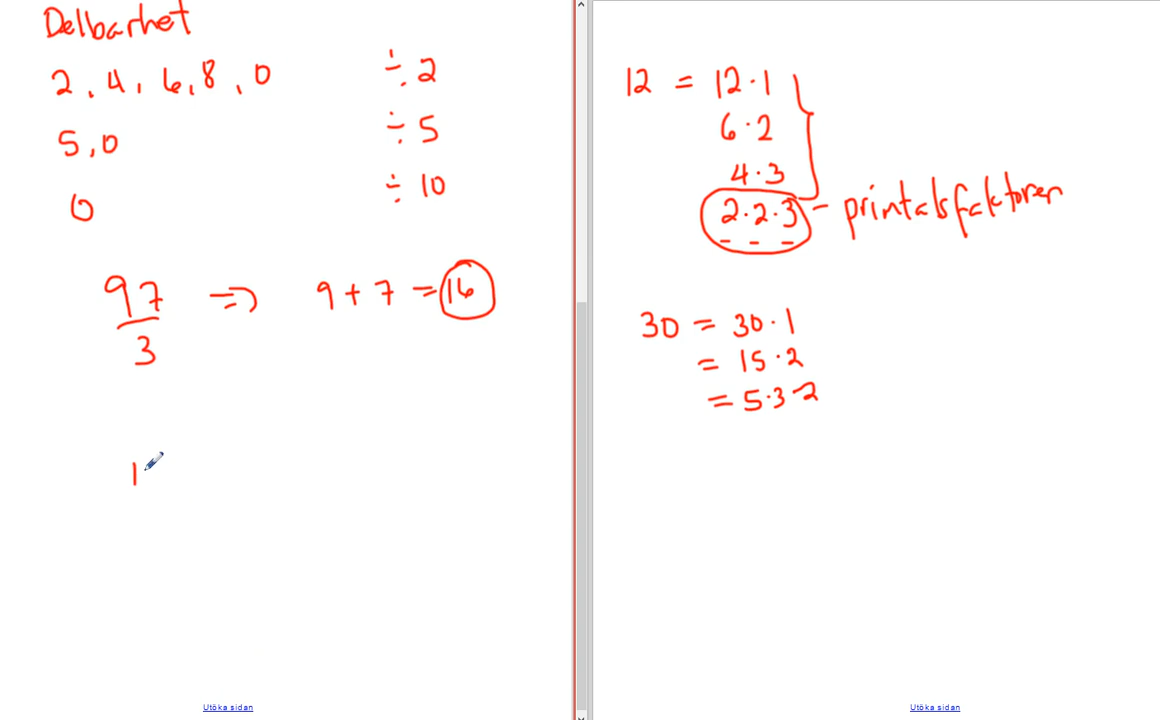 Delbarhet
2, 4, 6, 8, 0 ÷ 2
5, 0 ÷ 5
0 ÷ 10
97/3 => 9 + 7 = 16
1
12 = 12·1
6·2
4·3
2·2·3 - printalsfaktorer
30 = 30·1
= 15·2
= 5·3·2
Utöka sidan
Utöka sidan